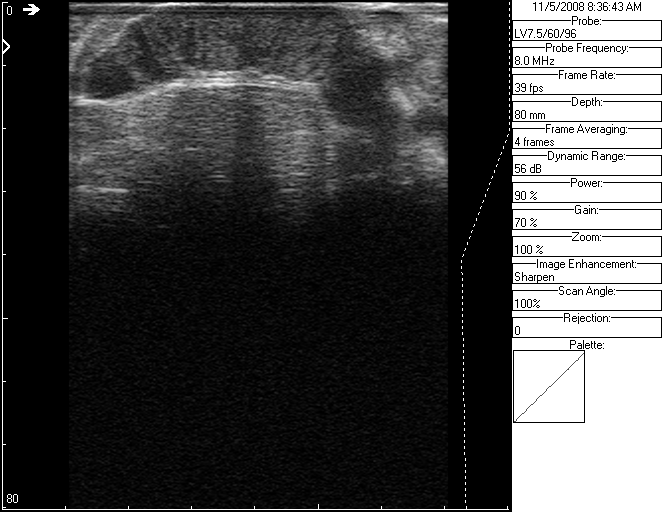 0
80
11/5/2008 8:36:43 AM
Probe:
LV7.5/60/96
Probe Frequency:
8.0 MHz
Frame Rate:
39 fps
Depth:
80 mm
Frame Averaging:
4 frames
Dynamic Range:
56 dB
Power:
90 %
Gain:
70 %
Zoom:
100 %
Image Enhancement:
Sharpen
Scan Angle:
100%
Rejection:
0
Palette: